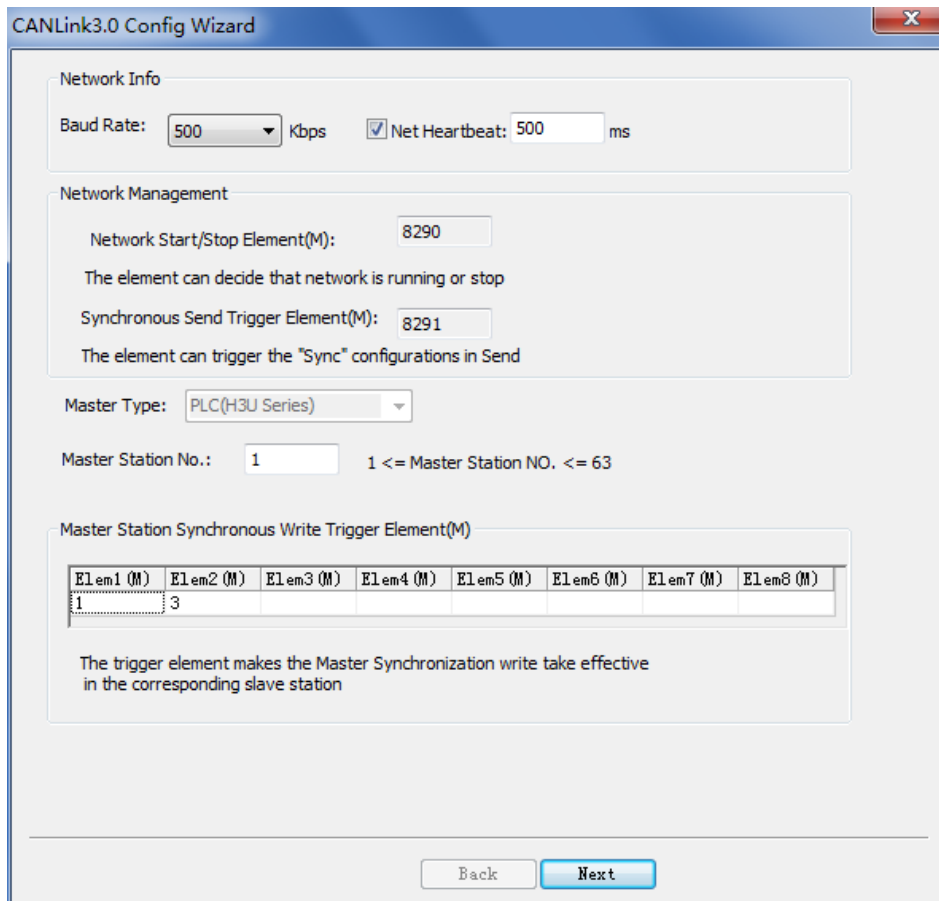 CANLink3.0 Config Wizard
Network Info
Baud Rate: 500 Kbps Net Heartbeat: 500 ms
Network Management
Network Start/Stop Element(M): 8290
The element can decide that network is running or stop
Synchronous Send Trigger Element(M): 8291
The element can trigger the "Sync" configurations in Send
Master Type: PLC(H3U Series)
Master Station No.: 1 1 <= Master Station NO. <= 63
Master Station Synchronous Write Trigger Element(M)
Elem1(M) Elem2(M) Elem3(M) Elem4(M) Elem5(M) Elem6(M) Elem7(M) Elem8(M)
1 3
The trigger element makes the Master Synchronization write take effective
in the corresponding slave station
Back Next